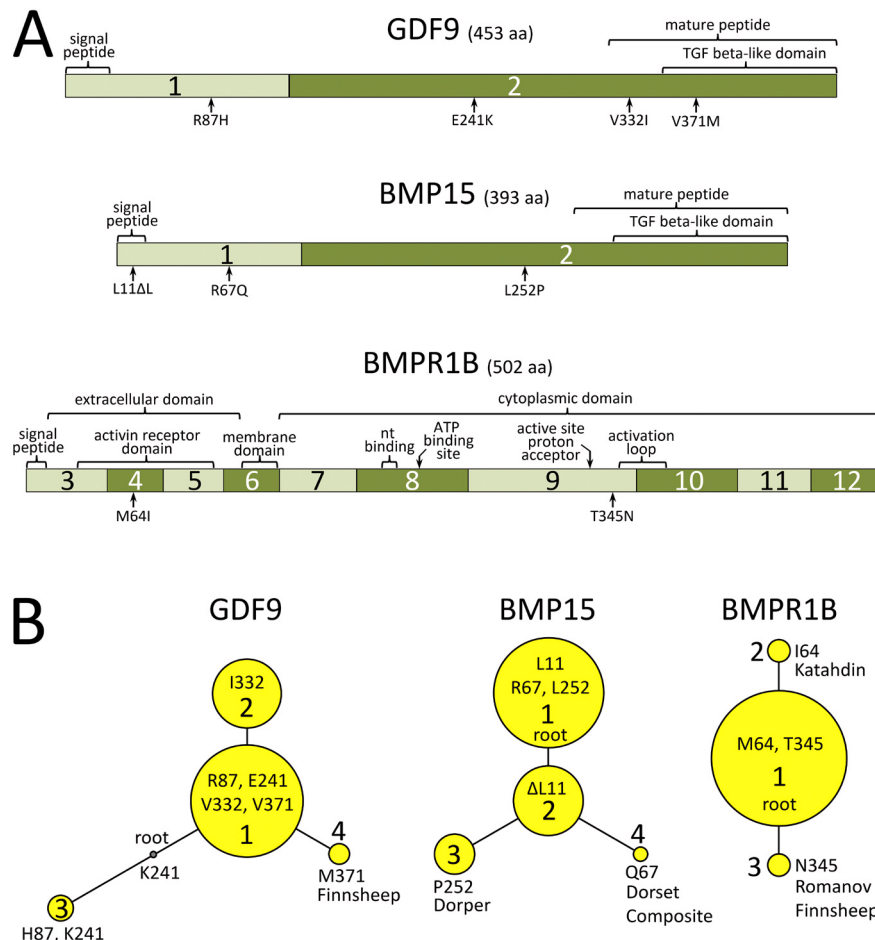 A
GDF9 (453 aa)
signal
peptide
mature peptide
TGF beta-like domain
1
2
R87H
E241K
V332I
V371M
BMP15 (393 aa)
signal
peptide
mature peptide
TGF beta-like domain
1
2
L11ΔL
R67Q
L252P
BMPR1B (502 aa)
extracellular domain
cytoplasmic domain
signal
peptide
activin receptor
domain
membrane
domain
nt
binding
ATP
binding
site
active site
proton
acceptor
activation
loop
3
4
5
6
7
8
9
10
11
12
M64I
T345N
B
GDF9
I332
2
R87, E241
V332, V371
1
root
K241
3
H87, K241
4
M371
Finnsheep
BMP15
L11
R67, L252
1
root
ΔL11
2
3
P252
Dorper
4
Q67
Dorset
Composite
BMPR1B
2
I64
Katahdin
M64, T345
1
root
3
N345
Romanov
Finnsheep